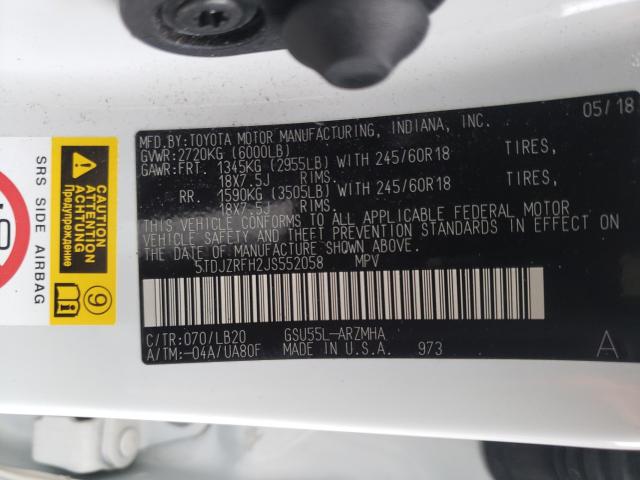 05/18
MFD.BY:TOYOTA MOTOR MANUFACTURING, INDIANA, INC.
GVWR:2720KG (6000LB)
GAWR:FRT. 1345KG (2955LB) WITH 245/60R18 TIRES,
18X7.5J RIMS.
RR. 1590KG (3505LB) WITH 245/60R18 TIRES,
18X7.5J RIMS.
THIS VEHICLE CONFORMS TO ALL APPLICABLE FEDERAL MOTOR
VEHICLE SAFETY AND THEFT PREVENTION STANDARDS IN EFFECT ON
THE DATE OF MANUFACTURE SHOWN ABOVE.
5TDJZRFH2JS552058 MPV
C/TR:070/LB20 GSU55L-ARZMHA
A/TM:-04A/UA80F MADE IN U.S.A. 973
A
SRS SIDE AIRBAG
CAUTION
ATTENTION
ACHTUNG
Предупреждение
9